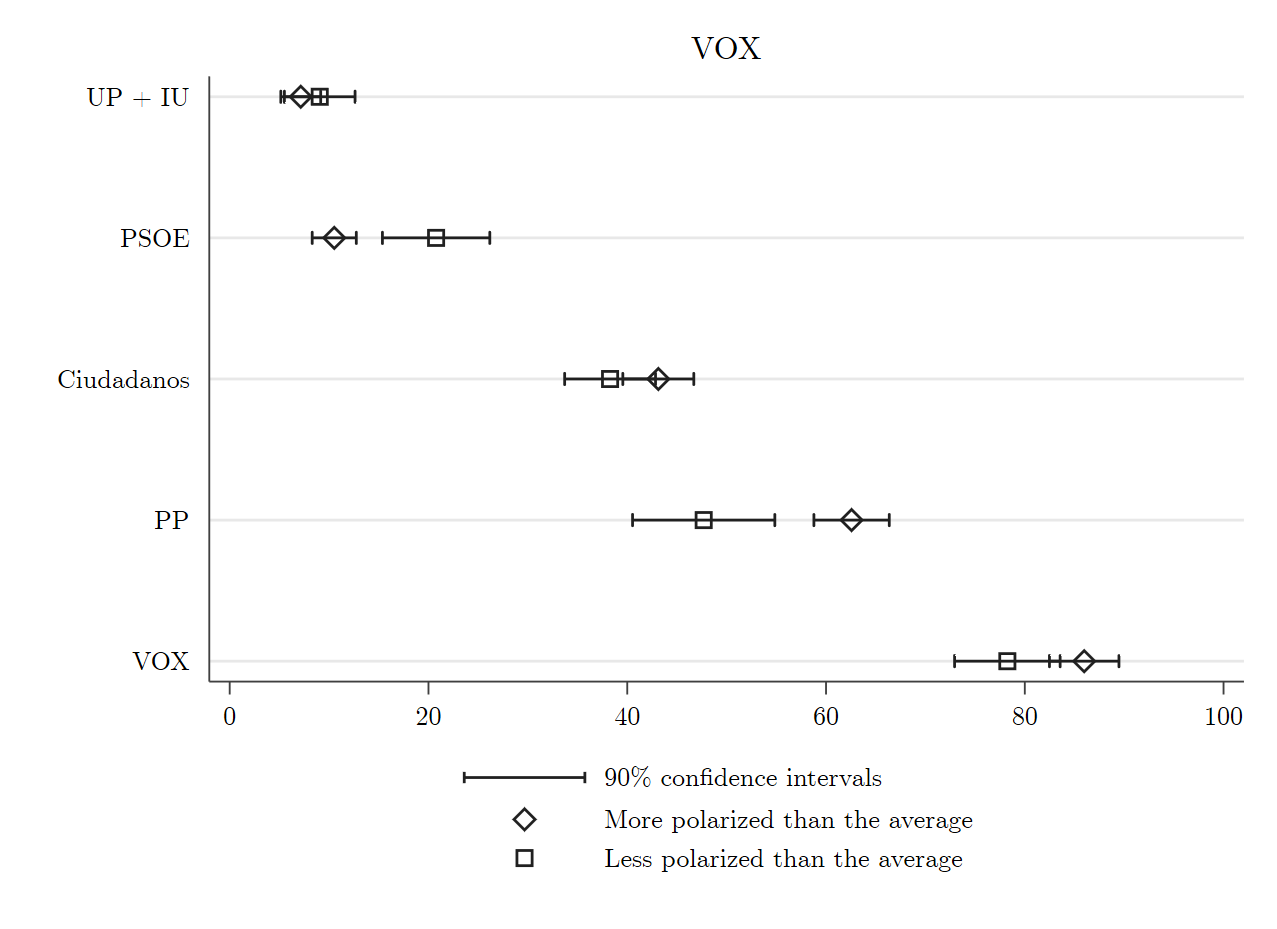 VOX
UP + IU
PSOE
Ciudadanos
PP
VOX
0 20 40 60 80 100
90% confidence intervals
More polarized than the average
Less polarized than the average